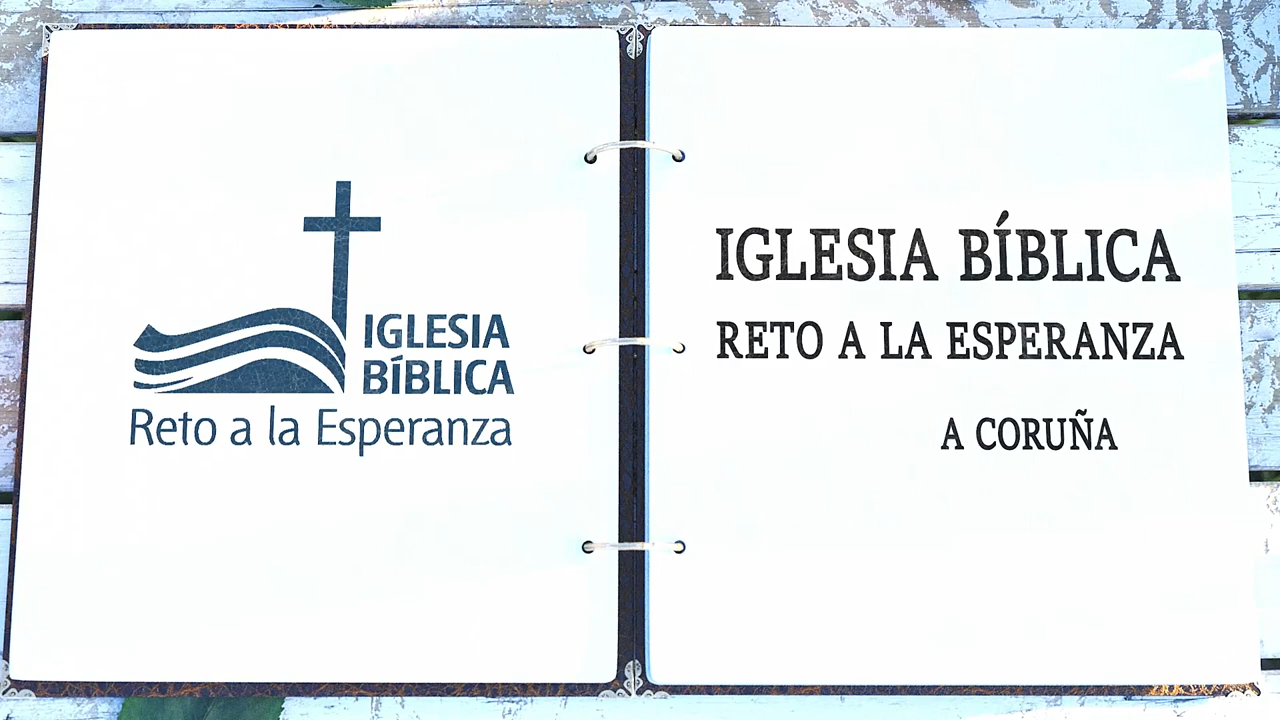 IGLESIA
BÍBLICA
Reto a la Esperanza
IGLESIA BÍBLICA
RETO A LA ESPERANZA
A CORUÑA